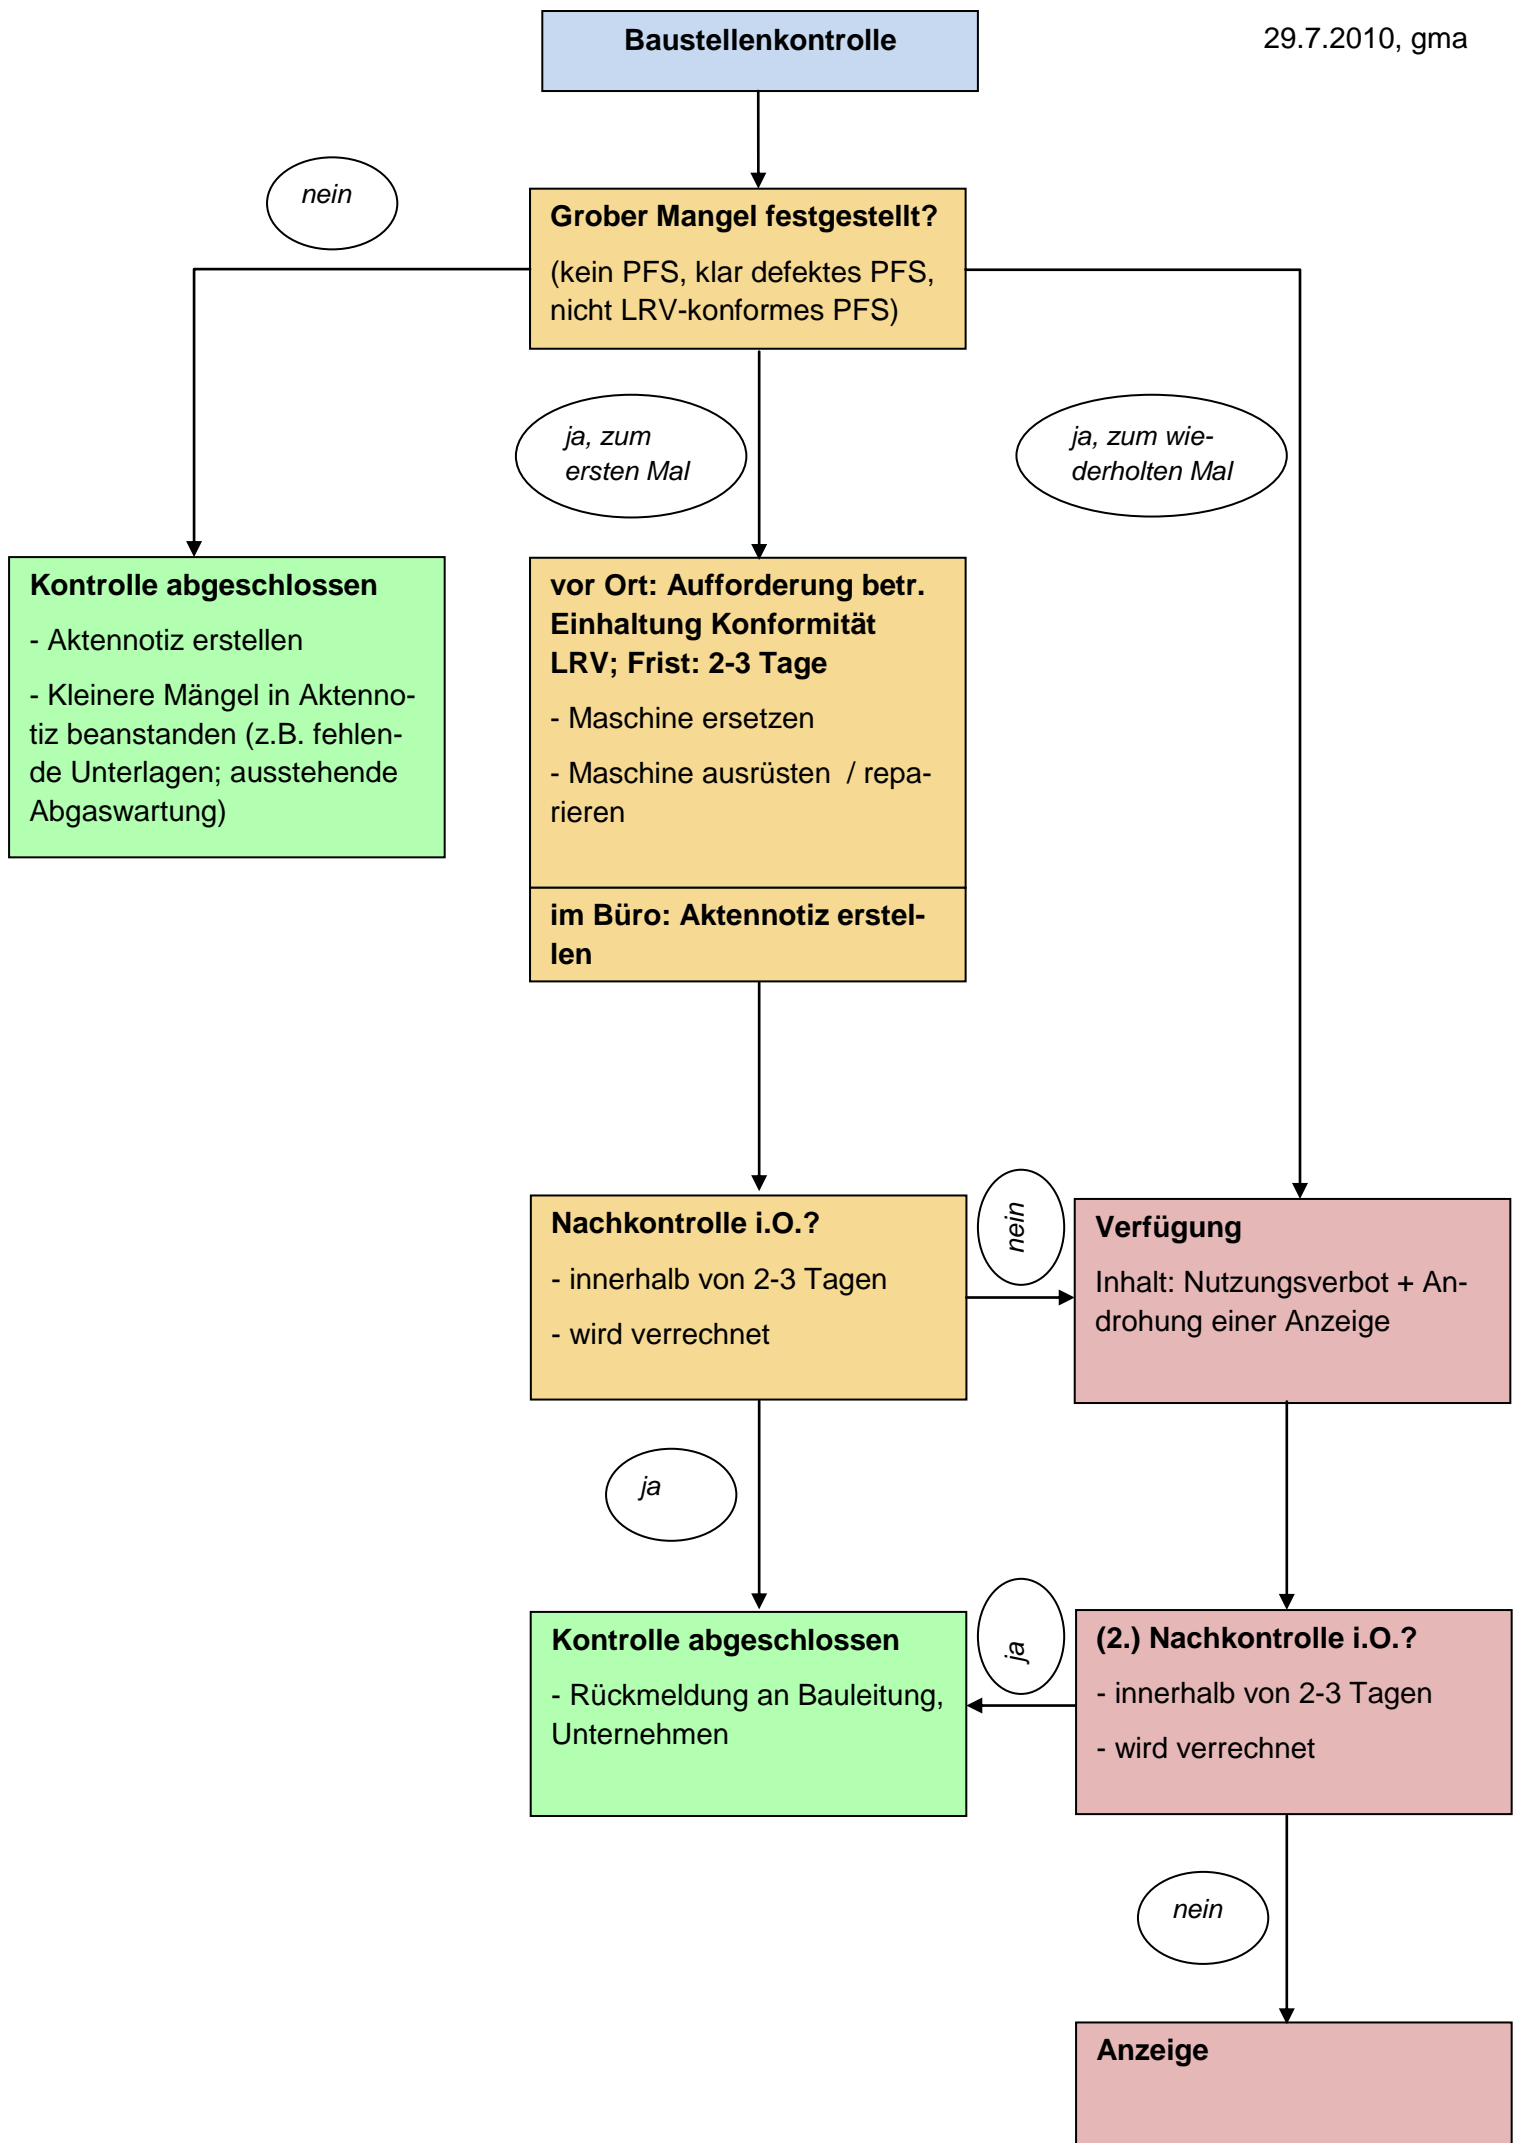 Baustellenkontrolle
29.7.2010, gma
nein
Grober Mangel festgestellt?
(kein PFS, klar defektes PFS,
nicht LRV-konformes PFS)
ja, zum
ersten Mal
ja, zum wie-
derholten Mal
Kontrolle abgeschlossen
- Aktennotiz erstellen
- Kleinere Mängel in Aktenno-
tiz beanstanden (z.B. fehlen-
de Unterlagen; ausstehende
Abgaswartung)
vor Ort: Aufforderung betr.
Einhaltung Konformität
LRV; Frist: 2-3 Tage
- Maschine ersetzen
- Maschine ausrüsten / repa-
rieren
im Büro: Aktennotiz erstel-
len
Nachkontrolle i.O.?
- innerhalb von 2-3 Tagen
- wird verrechnet
nein
Verfügung
Inhalt: Nutzungsverbot + An-
drohung einer Anzeige
ja
Kontrolle abgeschlossen
- Rückmeldung an Bauleitung,
Unternehmen
ja
(2.) Nachkontrolle i.O.?
- innerhalb von 2-3 Tagen
- wird verrechnet
nein
Anzeige